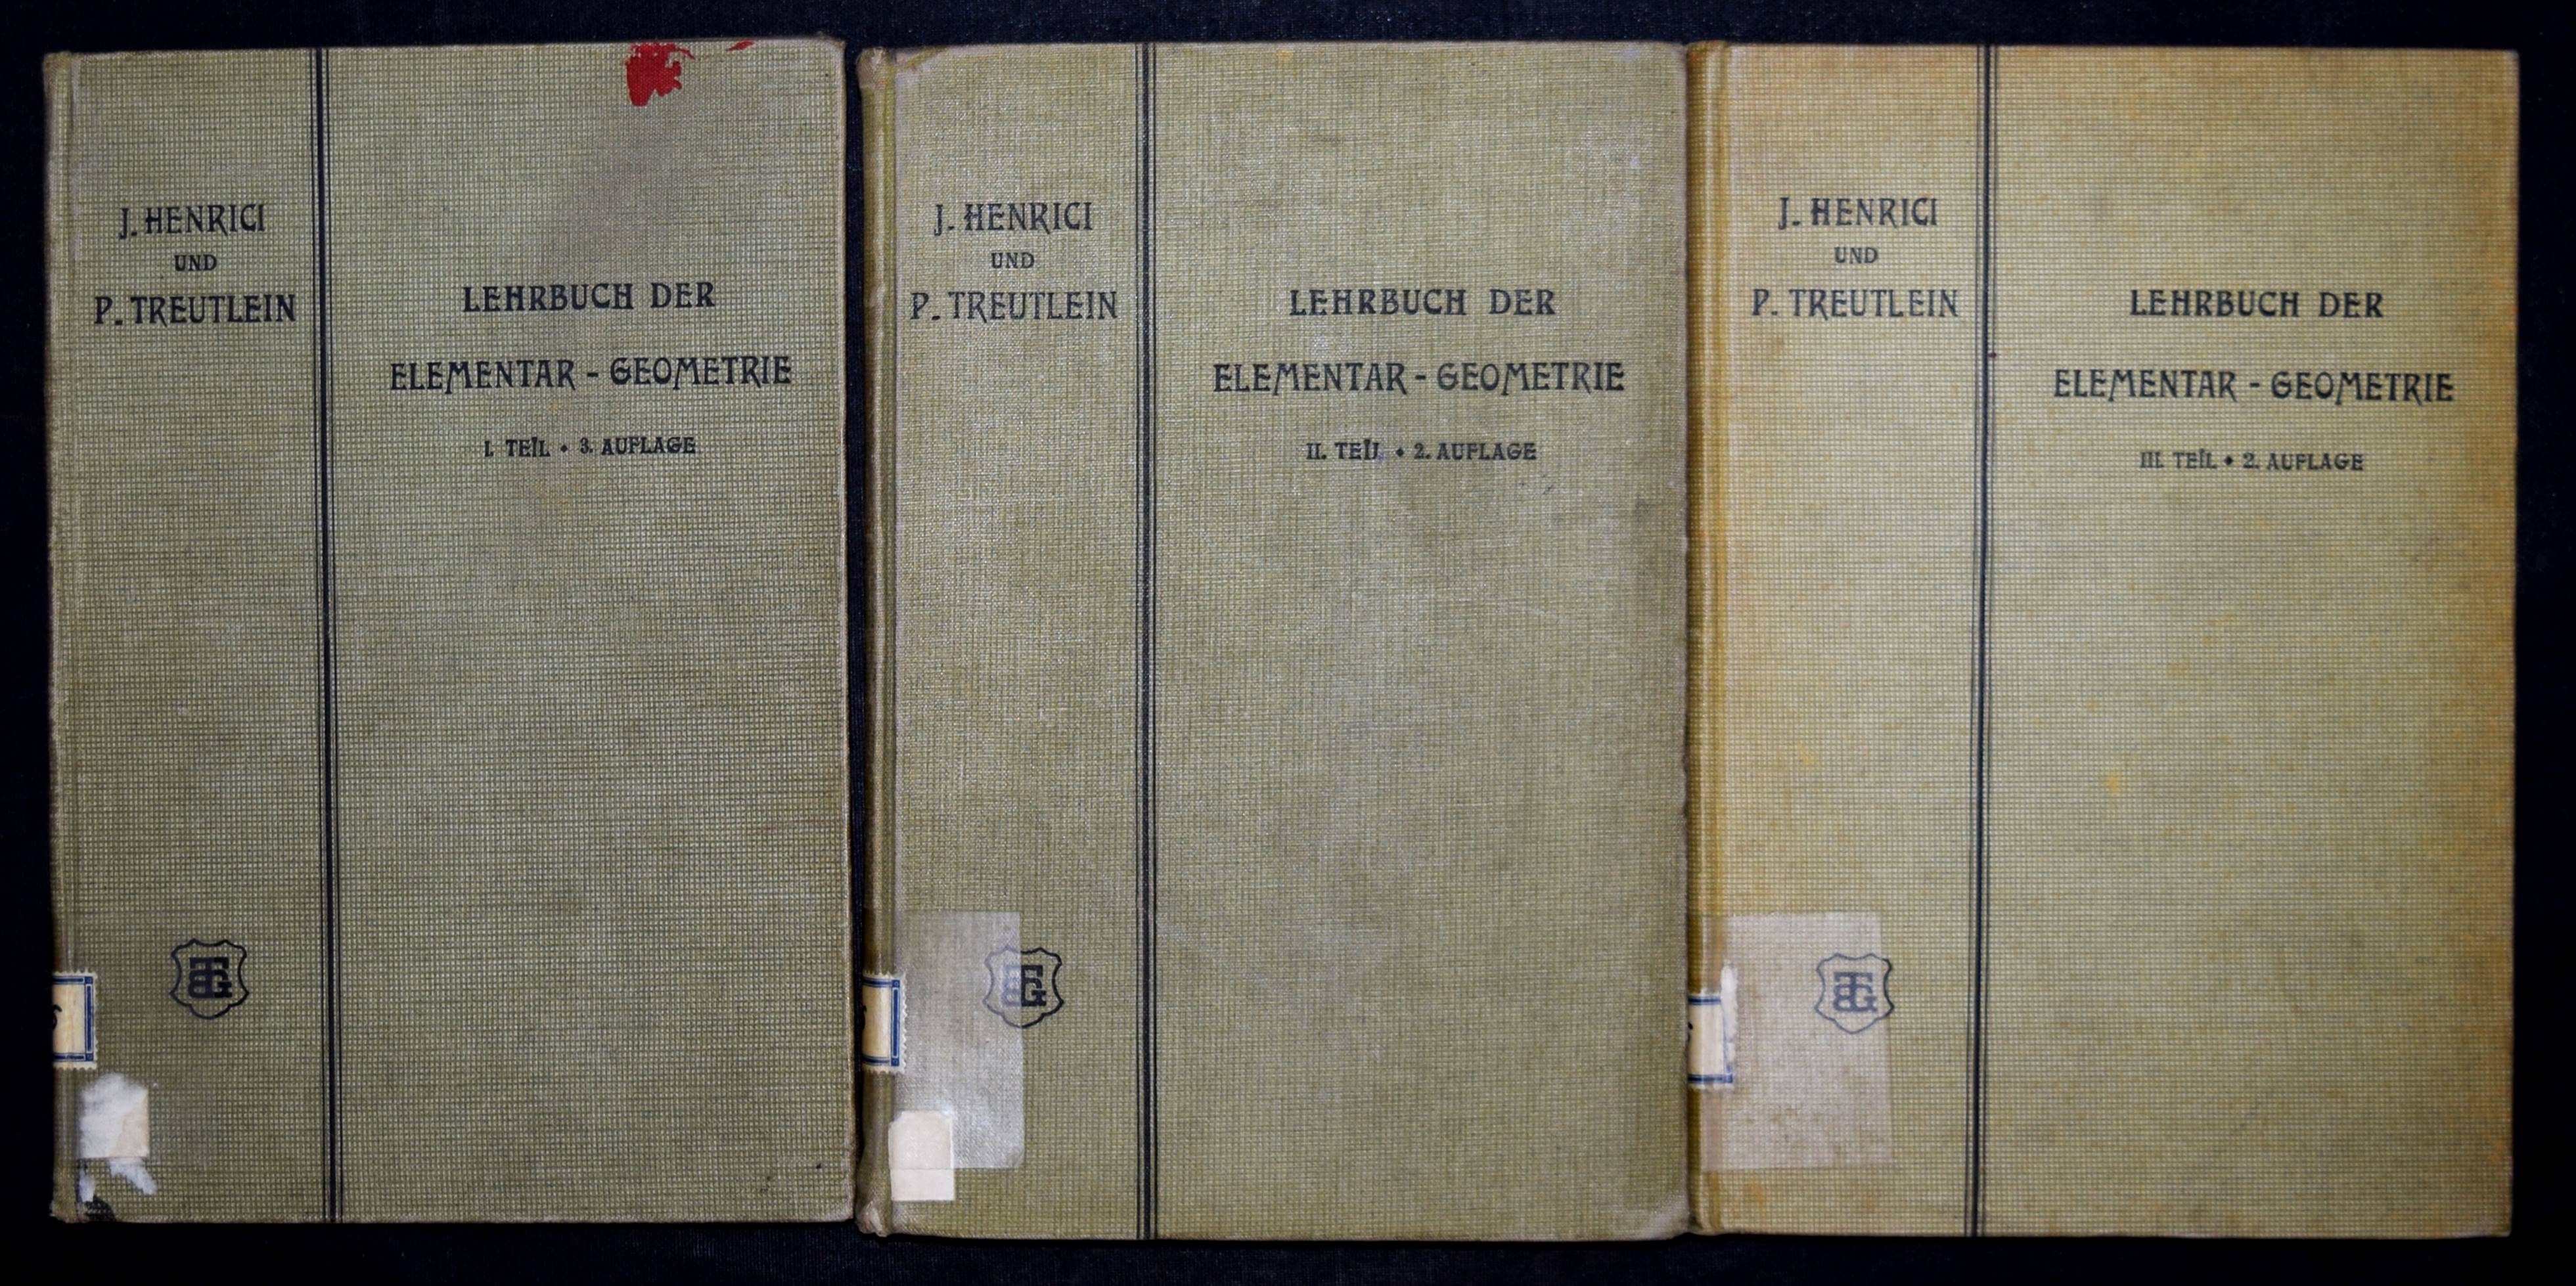 J. HENRICI
UND
P. TREUTLEIN
LEHRBUCH DER
ELEMENTAR - GEOMETRIE
I. TEIL • 3. AUFLAGE
J. HENRICI
UND
P. TREUTLEIN
LEHRBUCH DER
ELEMENTAR - GEOMETRIE
II. TEIL • 2. AUFLAGE
J. HENRICI
UND
P. TREUTLEIN
LEHRBUCH DER
ELEMENTAR - GEOMETRIE
III. TEIL • 2. AUFLAGE